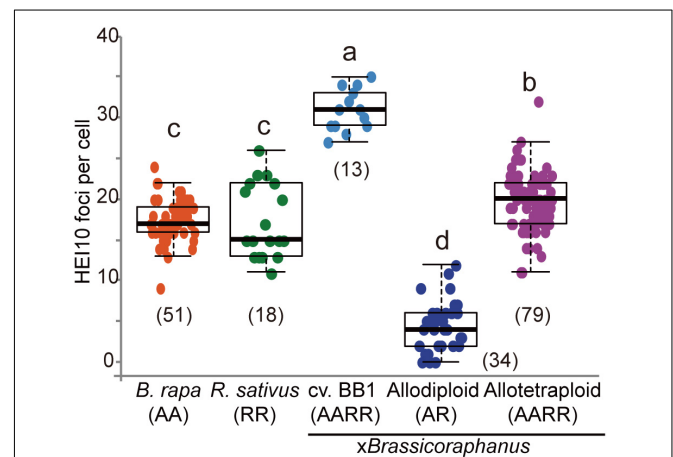 40
a
b
c
c
30
(13)
HEI10 foci per cell
20
d
10
(51)
(18)
(79)
(34)
0
B. rapa
R. sativus
cv. BB1
Allodiploid
Allotetraploid
(AA)
(RR)
(AARR)
(AR)
(AARR)
xBrassicoraphanus